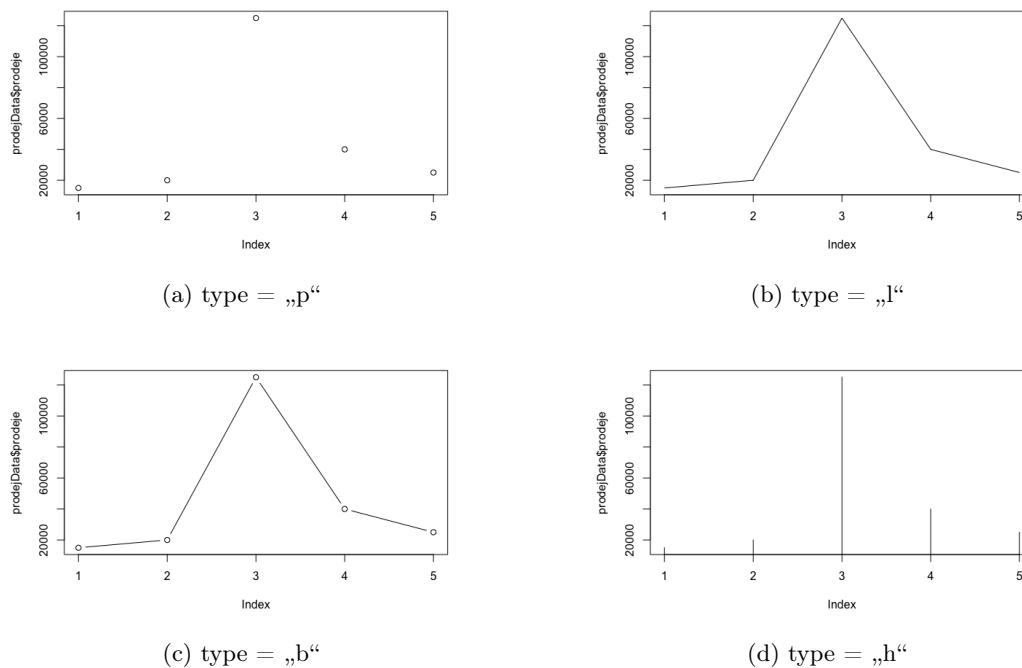 prodejData$prodeje
100000
60000
20000
1 2 3 4 5
Index
(a) type = „p“
prodejData$prodeje
100000
60000
20000
1 2 3 4 5
Index
(b) type = „l“
prodejData$prodeje
100000
60000
20000
1 2 3 4 5
Index
(c) type = „b“
prodejData$prodeje
100000
60000
20000
1 2 3 4 5
Index
(d) type = „h“